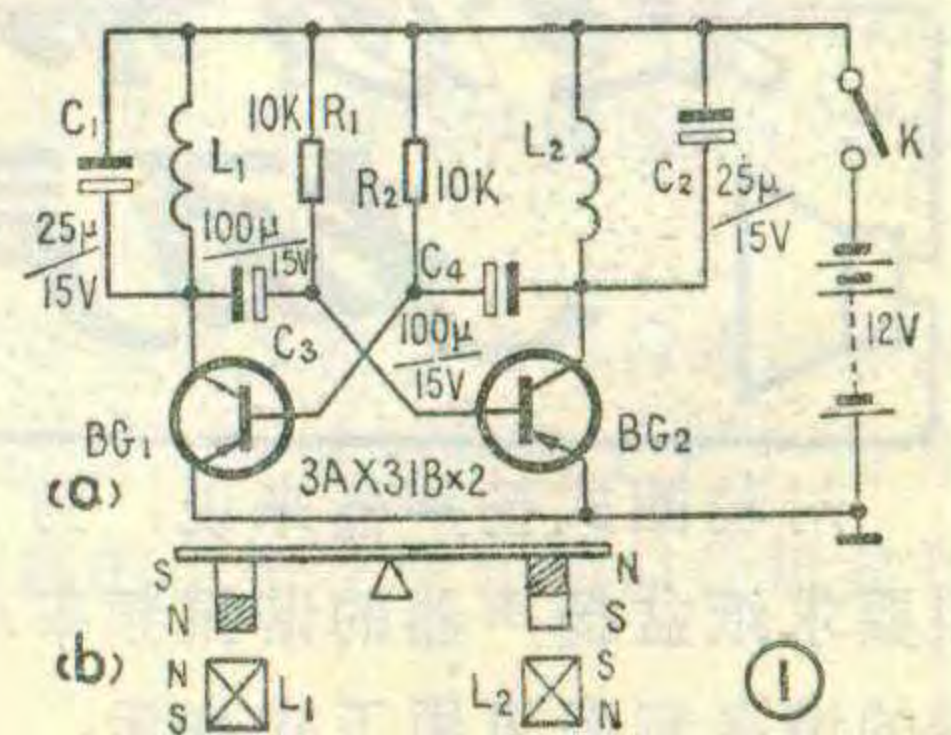 C₁
25μ
15V
L₁
10K R₁
R₂ 10K
100μ
15V
C₃
C₄
100μ
15V
L₂
C₂
25μ
15V
K
12V
BG₁
3AX31B×2
BG₂
(a)
S
N
N
S
(b)
N
S
L₁
L₂
S
N
1